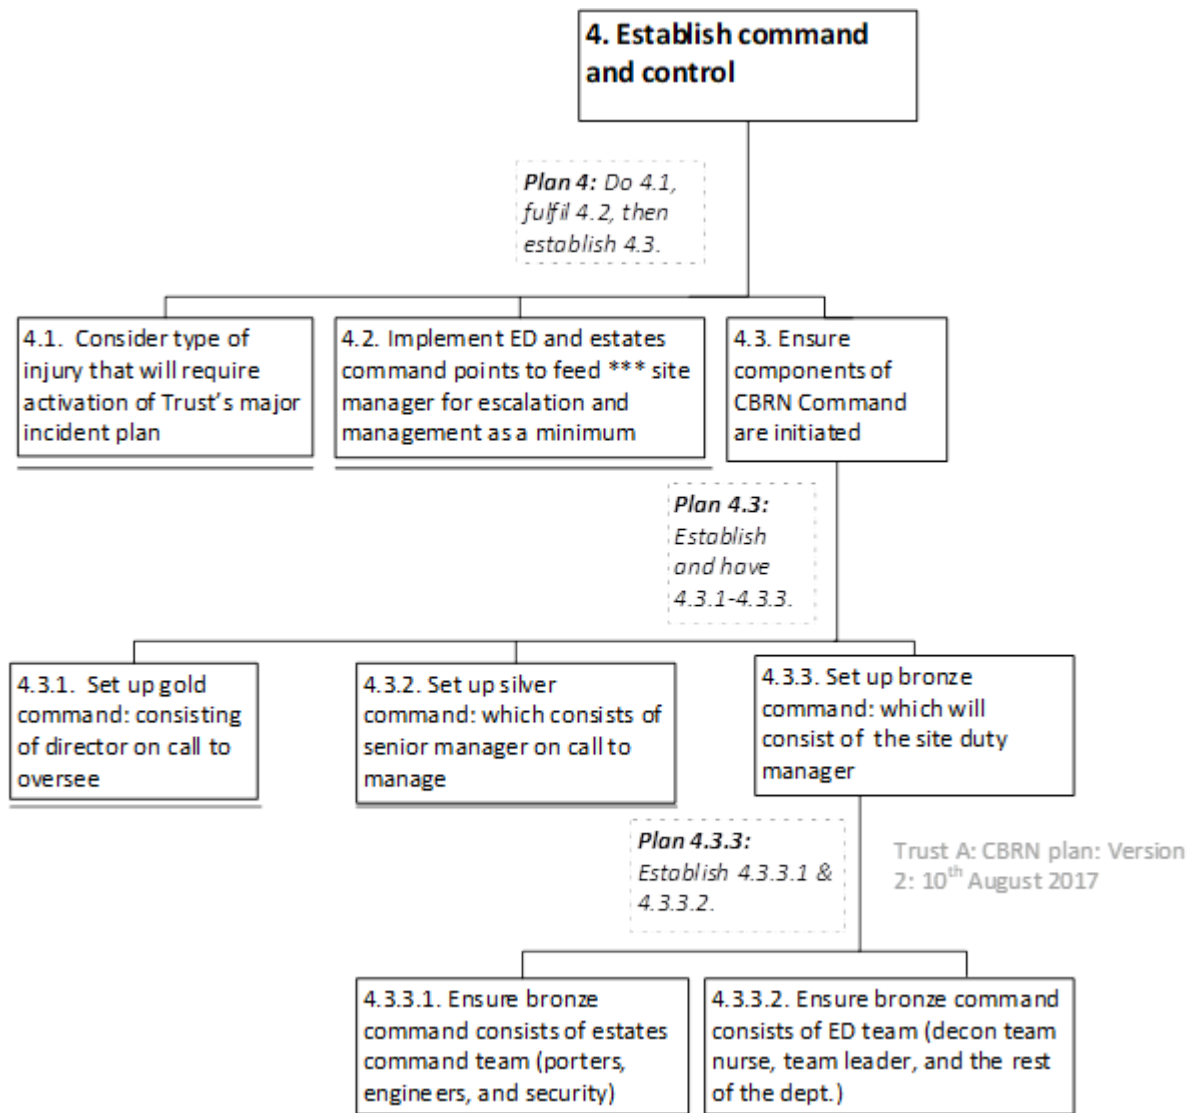 4. Establish command
and control
Plan 4: Do 4.1,
fulfil 4.2, then
establish 4.3.
4.1.  Consider type of
injury that will require
activation of Trust's major
incident plan
4.2. Implement ED and estates
command points to feed *** site
manager for escalation and
management as a minimum
4.3. Ensure
components of
CBRN Command
are initiated
Plan 4.3:
Establish
and have
4.3.1-4.3.3.
4.3.1.  Set up gold
command: consisting
of director on call to
oversee
4.3.2. Set up silver
command: which consists of
senior manager on call to
manage
4.3.3. Set up bronze
command: which will
consist of  the site duty
manager
Plan 4.3.3:
Establish 4.3.3.1 &
4.3.3.2.
Trust A: CBRN plan: Version
2: 10th August 2017
4.3.3.1. Ensure bronze
command consists of estates
command team (porters,
engineers, and security)
4.3.3.2. Ensure bronze command
consists of ED team (decon team
nurse, team leader, and the rest
of the dept.)